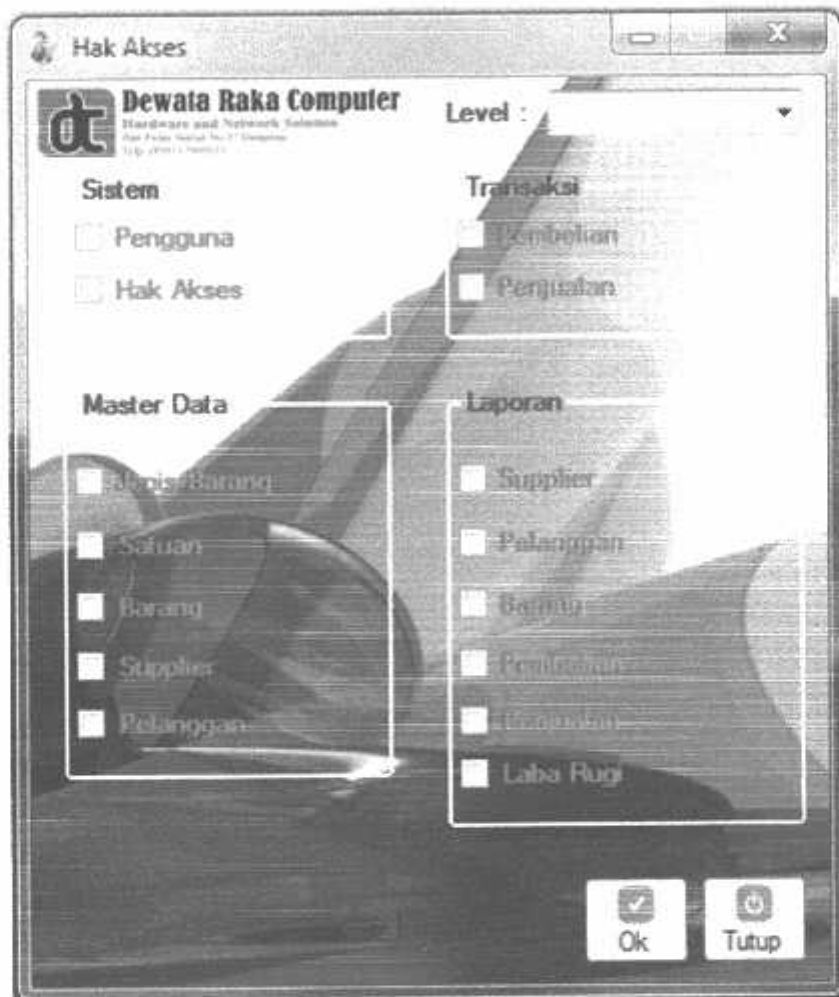 Hak Akses
Dewata Raka Computer
Hardware and Network Solution
Level :
Sistem
Pengguna
Hak Akses
Transaksi
Pembelian
Penjualan
Master Data
Jenis Barang
Satuan
Barang
Supplier
Pelanggan
Laporan
Supplier
Pelanggan
Barang
Pembelian
Penjualan
Laba Rugi
Ok
Tutup